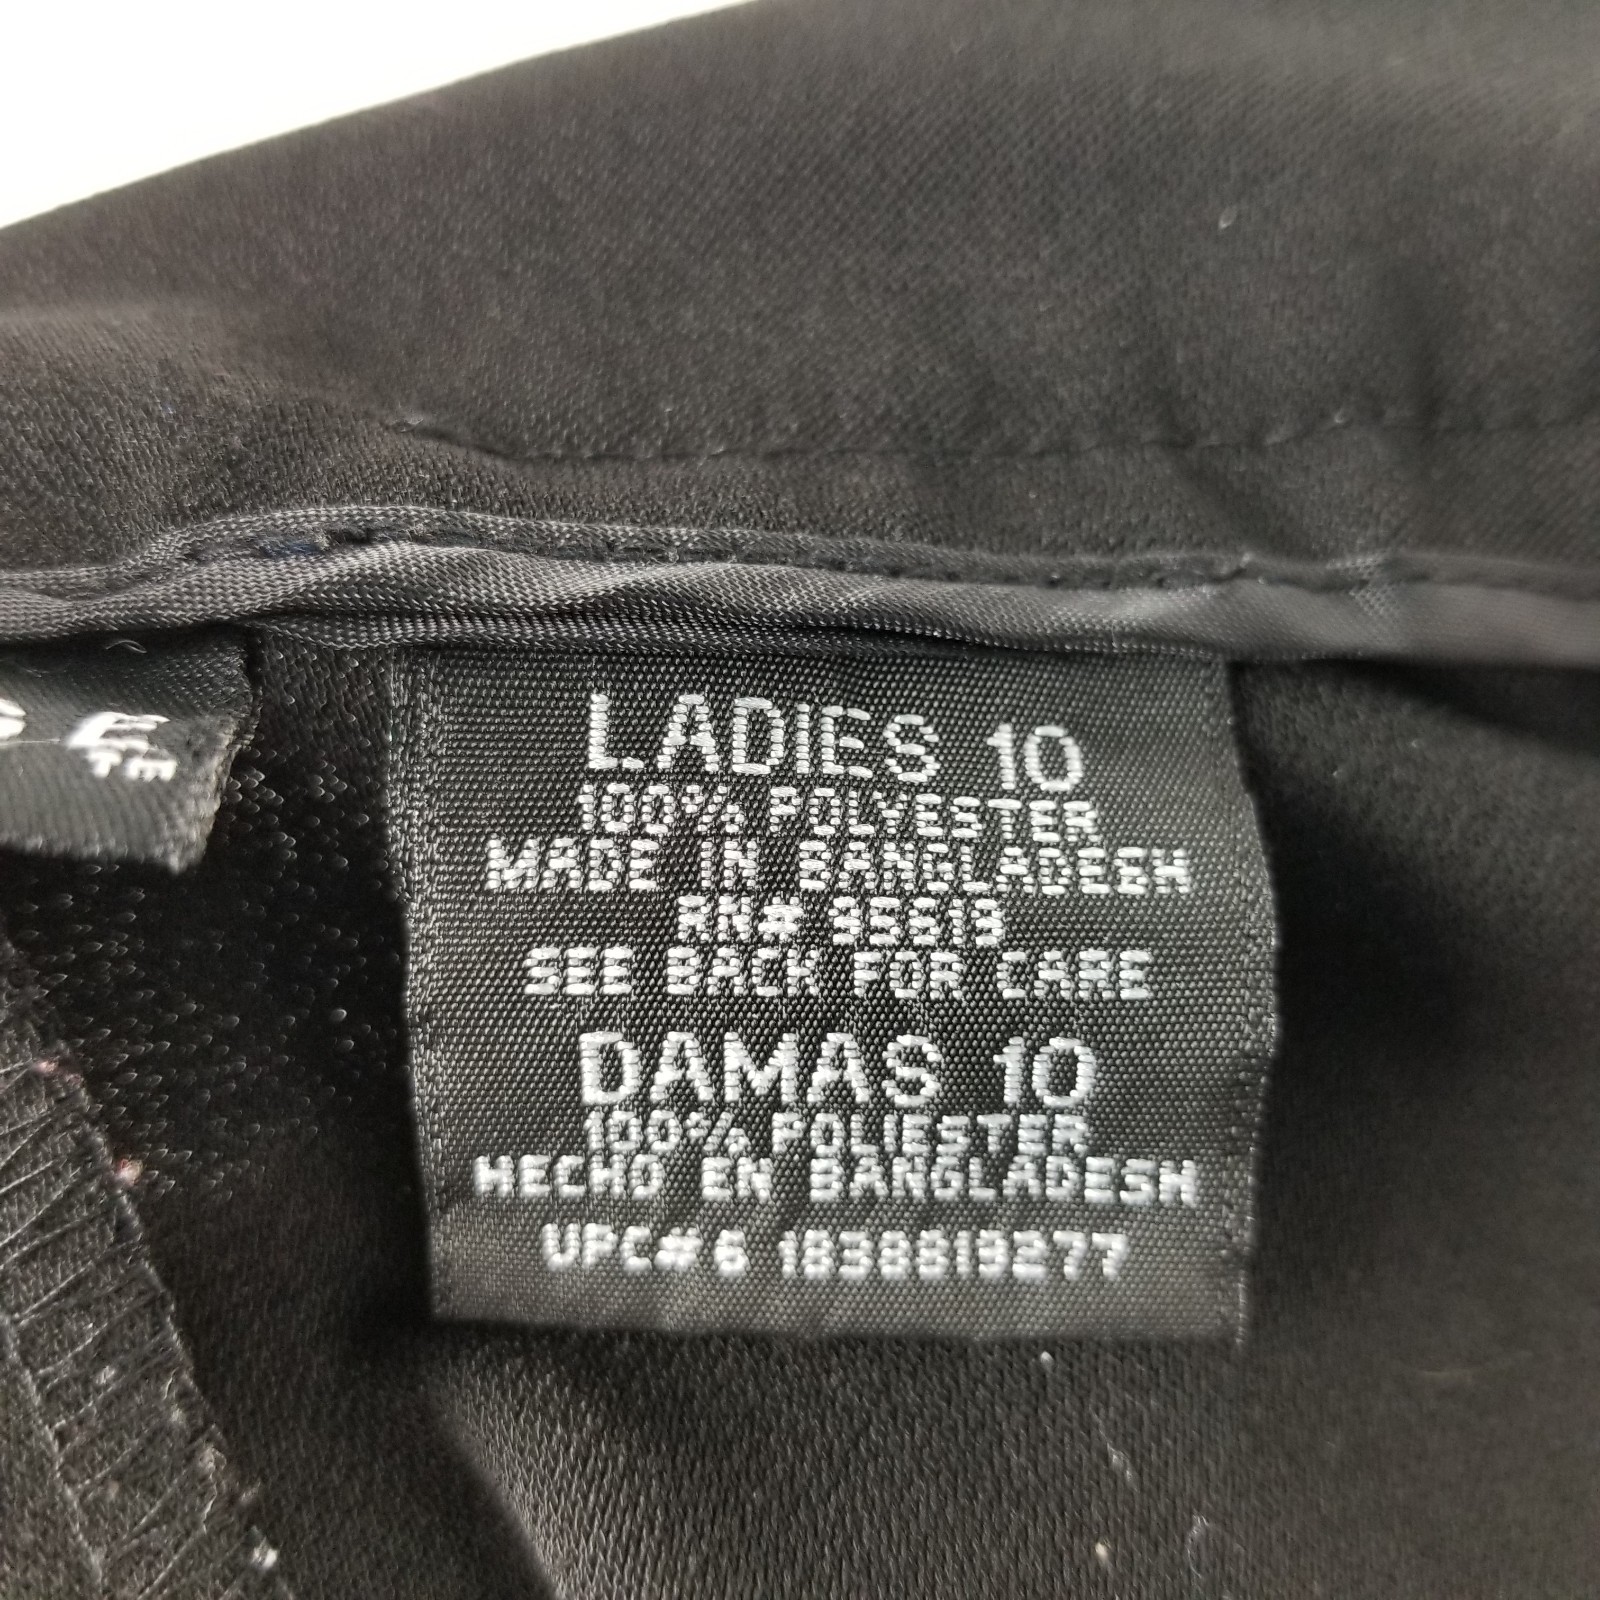 LADIES 10
100% POLYESTER
MADE IN BANGLADESH
RN# 95619
SEE BACK FOR CARE
DAMAS 10
100% POLIESTER
HECHO EN BANGLADESH
UPC# 6 1838819277